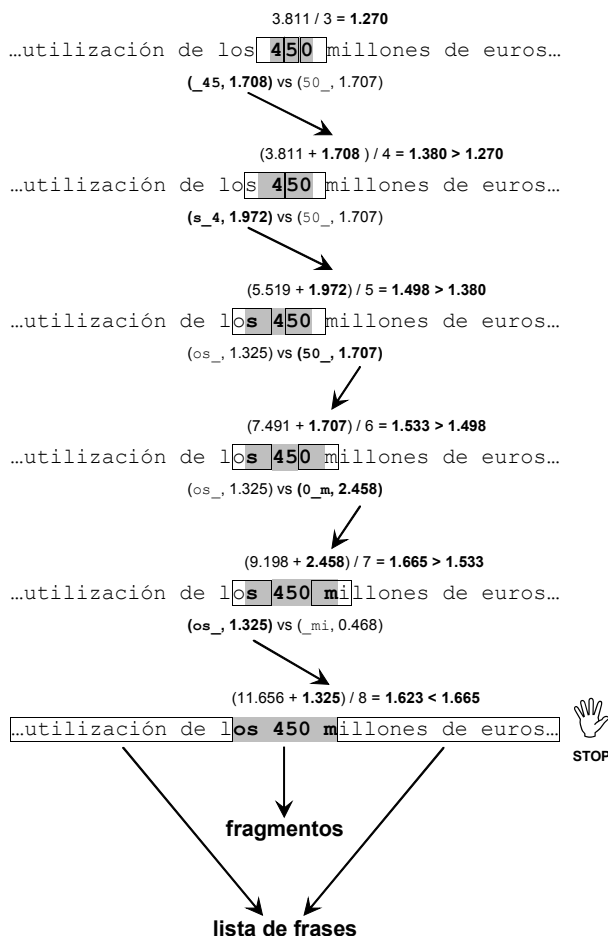 3.811 / 3 = 1.270
…utilización de los 450 millones de euros…
(_45, 1.708) vs (50_, 1.707)
(3.811 + 1.708 ) / 4 = 1.380 > 1.270
…utilización de los 450 millones de euros…
(s_4, 1.972) vs (50_, 1.707)
(5.519 + 1.972) / 5 = 1.498 > 1.380
…utilización de los 450 millones de euros…
(os_, 1.325) vs (50_, 1.707)
(7.491 + 1.707) / 6 = 1.533 > 1.498
…utilización de los 450 millones de euros…
(os_, 1.325) vs (0_m, 2.458)
(9.198 + 2.458) / 7 = 1.665 > 1.533
…utilización de los 450 millones de euros…
(os_, 1.325) vs (_mi, 0.468)
(11.656 + 1.325) / 8 = 1.623 < 1.665
…utilización de los 450 millones de euros…
STOP
fragmentos
lista de frases